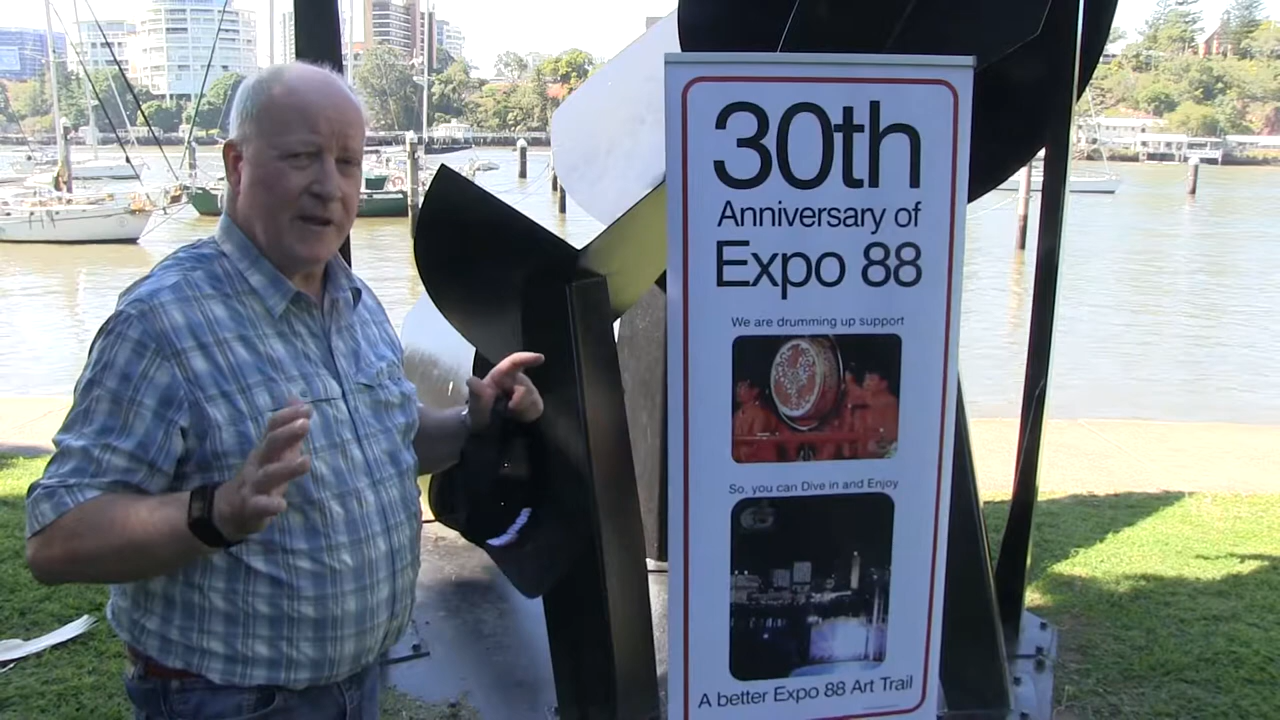 30th
Anniversary of
Expo 88
We are drumming up support
So, you can Dive in and Enjoy
A better Expo 88 Art Trail